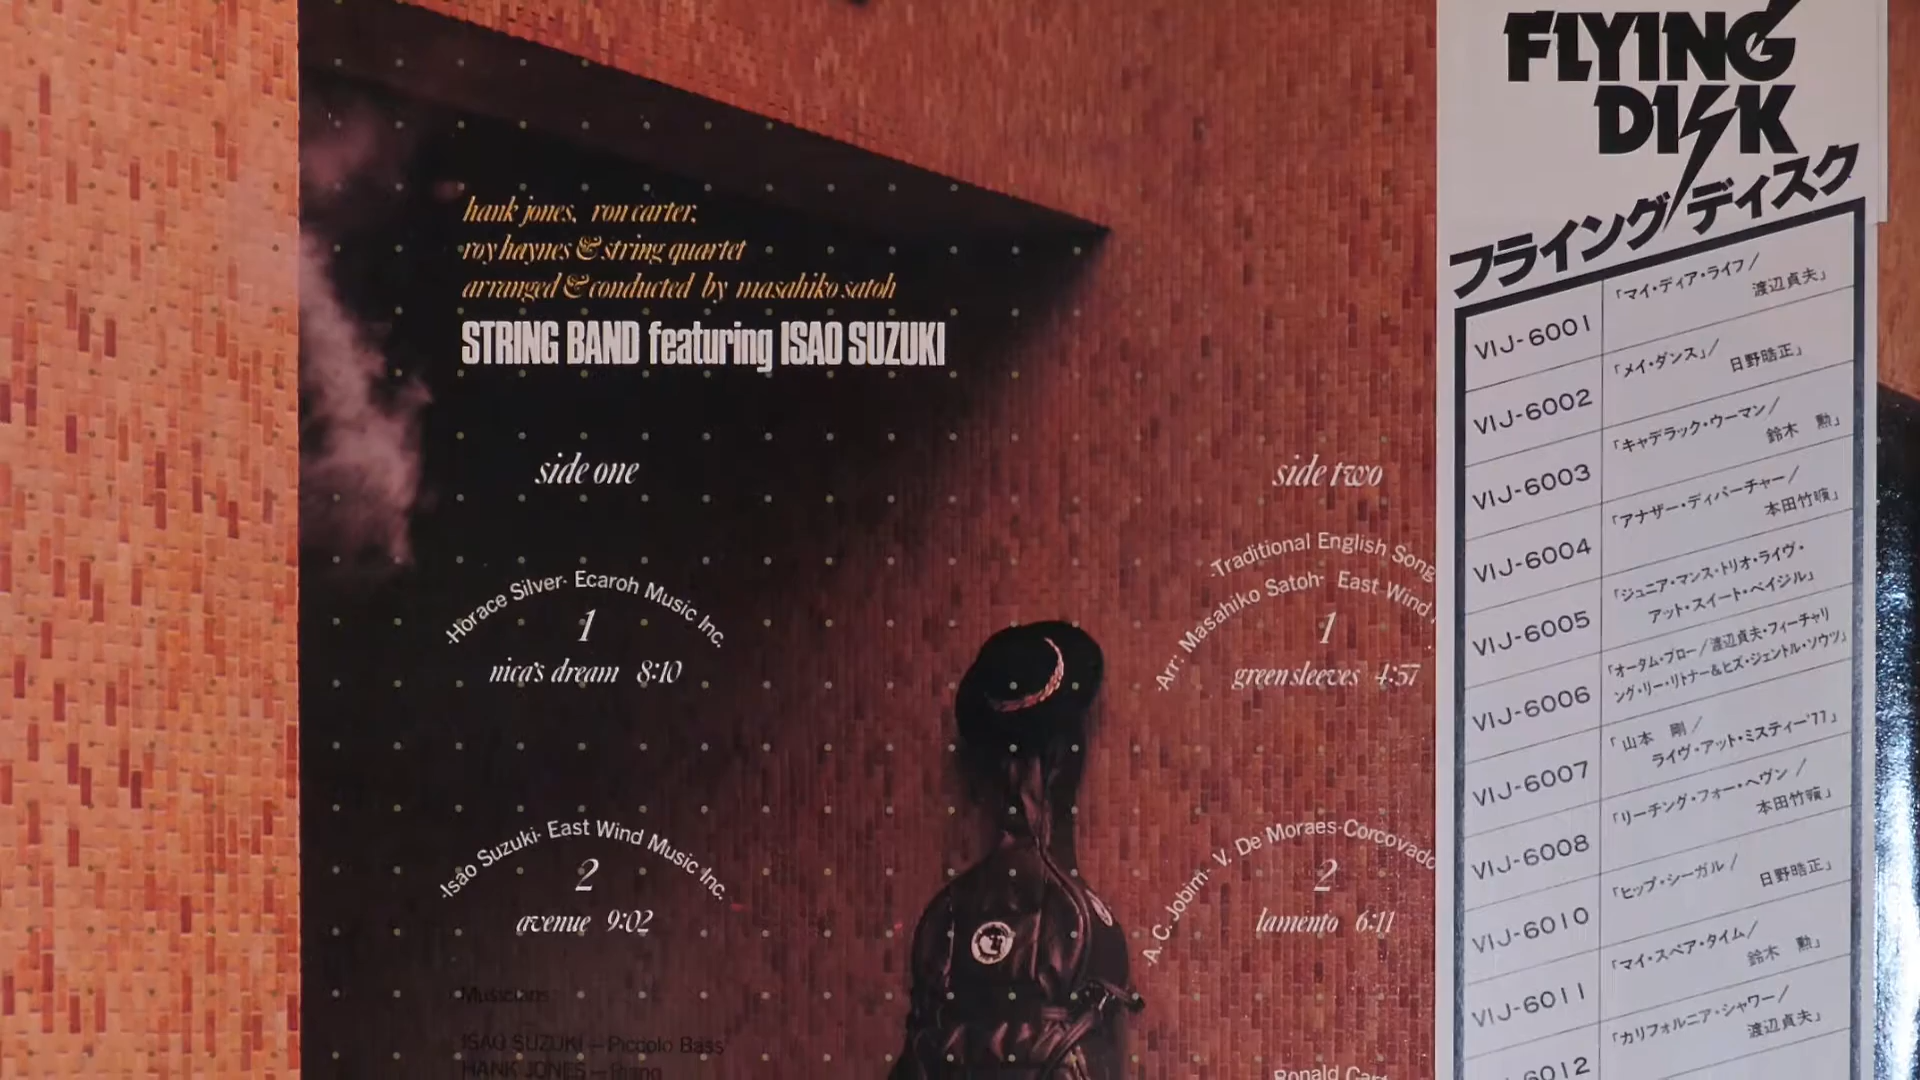 hank jones, ron carter,
roy haynes & string quartet
arranged & conducted by masahiko satoh
STRING BAND featuring ISAO SUZUKI
side one
·Horace Silver· Ecaroh Music Inc.
1
nica's dream 8:10
·Isao Suzuki· East Wind Music Inc.
2
avenue 9:02
Musicians:
ISAO SUZUKI — Piccolo Bass
HANK JONES — Piano
side two
·Traditional English Song
·Arr: Masahiko Satoh· East Wind
1
green sleeves 4:57
·A. C. Jobim· V. De Moraes·Corcovado
2
lamento 6:11
Ronald
FLYING
DISK
フライング/ディスク
VIJ-6001
「マイ・ディア・ライフ/
渡辺貞夫」
VIJ-6002
「メイ・ダンス」/
日野晧正」
VIJ-6003
「キャデラック・ウーマン/
鈴木 勲」
VIJ-6004
「アナザー・ディパーチャー/
本田竹曠」
VIJ-6005
「ジュニア・マンス・トリオ・ライヴ・
アット・スイート・ベイジル」
VIJ-6006
「オータム・ブロー/渡辺貞夫・フィーチャリ
ング・リー・リトナー&ヒズ・ジェントル・ソウツ」
VIJ-6007
「山本 剛/
ライヴ・アット・ミスティー'77」
VIJ-6008
「リーチング・フォー・ヘヴン/
本田竹曠」
VIJ-6010
「ヒップ・シーガル/
日野晧正」
VIJ-6011
「マイ・スペア・タイム/
鈴木 勲」
6012
「カリフォルニア・シャワー/
渡辺貞夫」